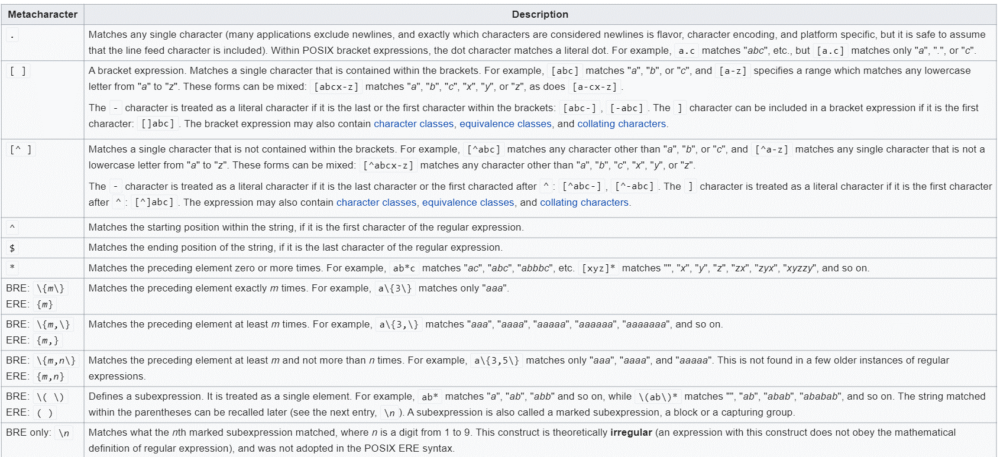 Metacharacter Description
. Matches any single character (many applications exclude newlines, and exactly which characters are considered newlines is flavor, character encoding, and platform specific, but it is safe to assume
that the line feed character is included). Within POSIX bracket expressions, the dot character matches a literal dot. For example, a.c matches "abc", etc., but [a.c] matches only "a", ".", or "c".
[ ] A bracket expression. Matches a single character that is contained within the brackets. For example, [abc] matches "a", "b", or "c", and [a-z] specifies a range which matches any lowercase
letter from "a" to "z". These forms can be mixed: [abcx-z] matches "a", "b", "c", "x", "y", or "z", as does [a-cx-z] .
The - character is treated as a literal character if it is the last or the first character within the brackets: [abc-] , [-abc] . The ] character can be included in a bracket expression if it is the first
character: []abc] . The bracket expression may also contain character classes, equivalence classes, and collating characters.
[^ ] Matches a single character that is not contained within the brackets. For example, [^abc] matches any character other than "a", "b", or "c", and [^a-z] matches any single character that is not a
lowercase letter from "a" to "z". These forms can be mixed: [^abcx-z] matches any character other than "a", "b", "c", "x", "y", or "z".
The - character is treated as a literal character if it is the last character or the first characted after ^ : [^abc-] , [^-abc] . The ] character is treated as a literal character if it is the first character
after ^ : [^]abc] . The expression may also contain character classes, equivalence classes, and collating characters.
^ Matches the starting position within the string, if it is the first character of the regular expression.
$ Matches the ending position of the string, if it is the last character of the regular expression.
* Matches the preceding element zero or more times. For example, ab*c matches "ac", "abc", "abbbc", etc. [xyz]* matches "", "x", "y", "z", "zx", "zyx", "xyzzy", and so on.
BRE: \{m\} Matches the preceding element exactly m times. For example, a\{3\} matches only "aaa".
ERE: {m}
BRE: \{m,\} Matches the preceding element at least m times. For example, a\{3,\} matches "aaa", "aaaa", "aaaaa", "aaaaaa", "aaaaaaa", and so on.
ERE: {m,}
BRE: \{m,n\} Matches the preceding element at least m and not more than n times. For example, a\{3,5\} matches only "aaa", "aaaa", and "aaaaa". This is not found in a few older instances of regular
ERE: {m,n} expressions.
BRE: \( \) Defines a subexpression. It is treated as a single element. For example, ab* matches "a", "ab", "abb" and so on, while \(ab\)* matches "", "ab", "abab", "ababab", and so on. The string matched
ERE: ( ) within the parentheses can be recalled later (see the next entry, \n ). A subexpression is also called a marked subexpression, a block or a capturing group.
BRE only: \n Matches what the nth marked subexpression matched, where n is a digit from 1 to 9. This construct is theoretically irregular (an expression with this construct does not obey the mathematical
definition of regular expression), and was not adopted in the POSIX ERE syntax.